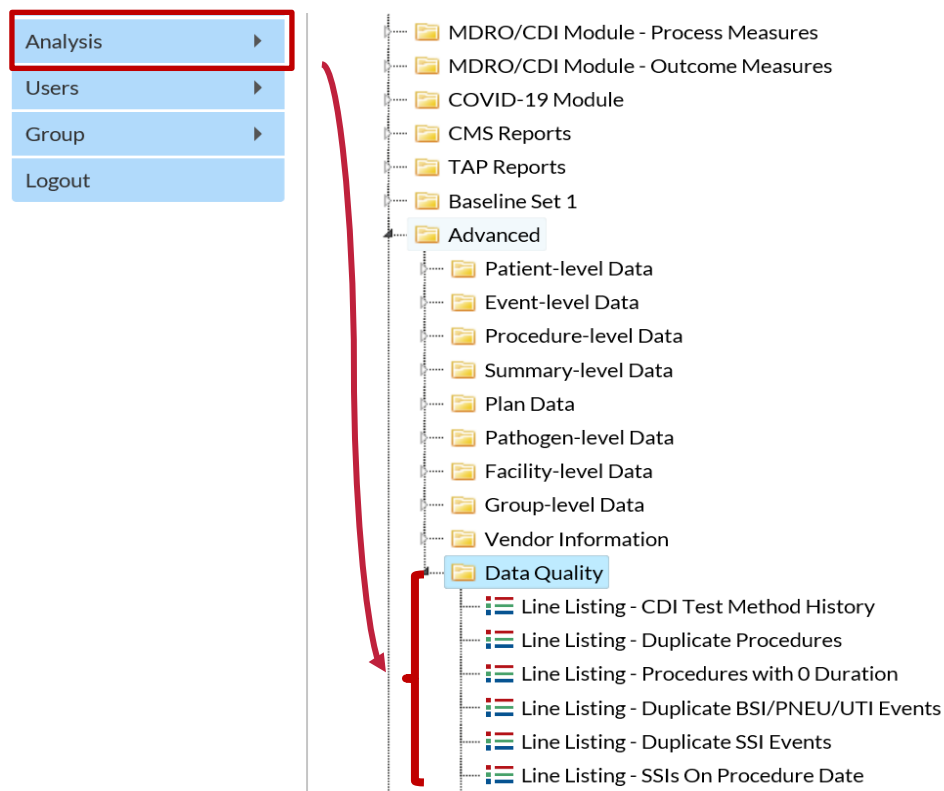 Analysis
Users
Group
Logout
MDRO/CDI Module - Process Measures
MDRO/CDI Module - Outcome Measures
COVID-19 Module
CMS Reports
TAP Reports
Baseline Set 1
Advanced
Patient-level Data
Event-level Data
Procedure-level Data
Summary-level Data
Plan Data
Pathogen-level Data
Facility-level Data
Group-level Data
Vendor Information
Data Quality
Line Listing - CDI Test Method History
Line Listing - Duplicate Procedures
Line Listing - Procedures with 0 Duration
Line Listing - Duplicate BSI/PNEU/UTI Events
Line Listing - Duplicate SSI Events
Line Listing - SSIs On Procedure Date